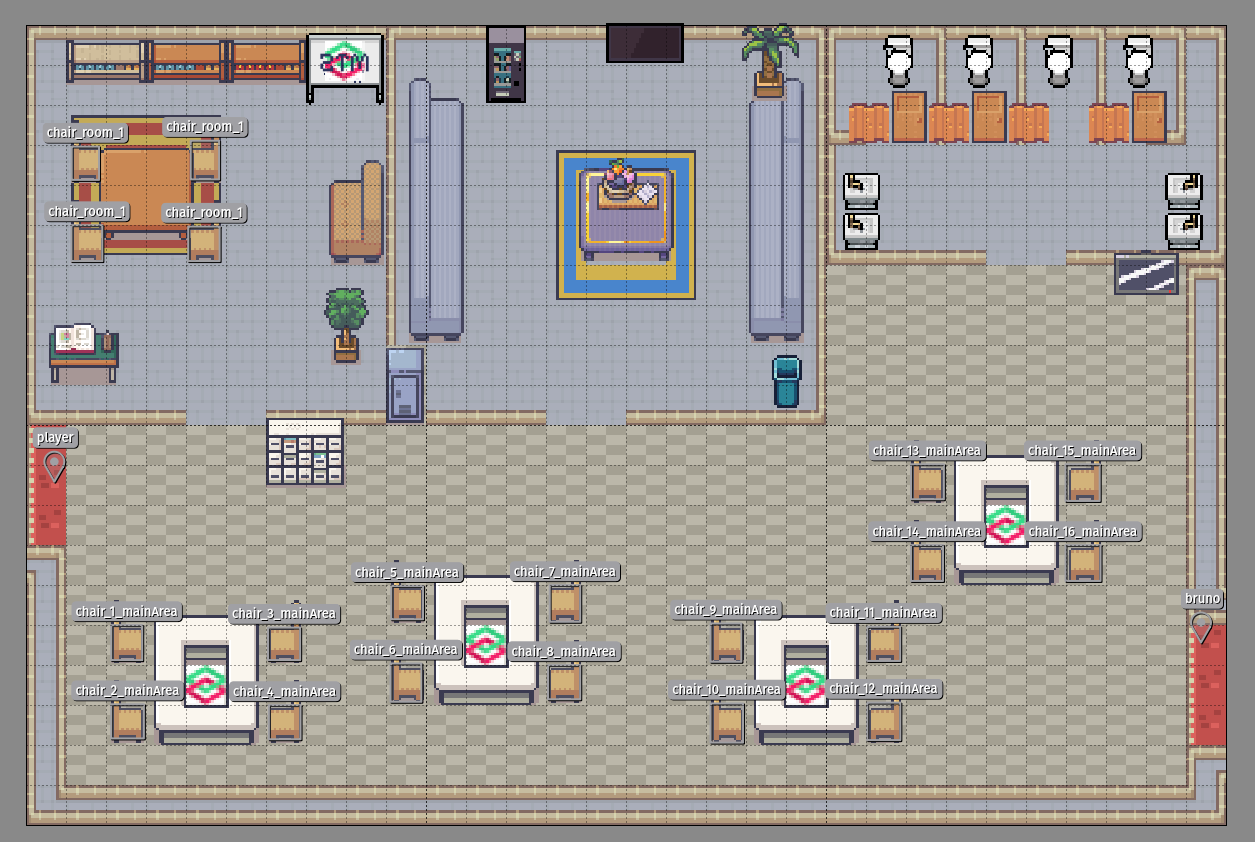 chair_room_1
chair_room_1
chair_room_1
chair_room_1
player
chair_13_mainArea
chair_15_mainArea
chair_14_mainArea
chair_16_mainArea
chair_5_mainArea
chair_7_mainArea
bruno
chair_1_mainArea
chair_3_mainArea
chair_9_mainArea
chair_11_mainArea
chair_6_mainArea
chair_8_mainArea
chair_2_mainArea
chair_4_mainArea
chair_10_mainArea
chair_12_mainArea